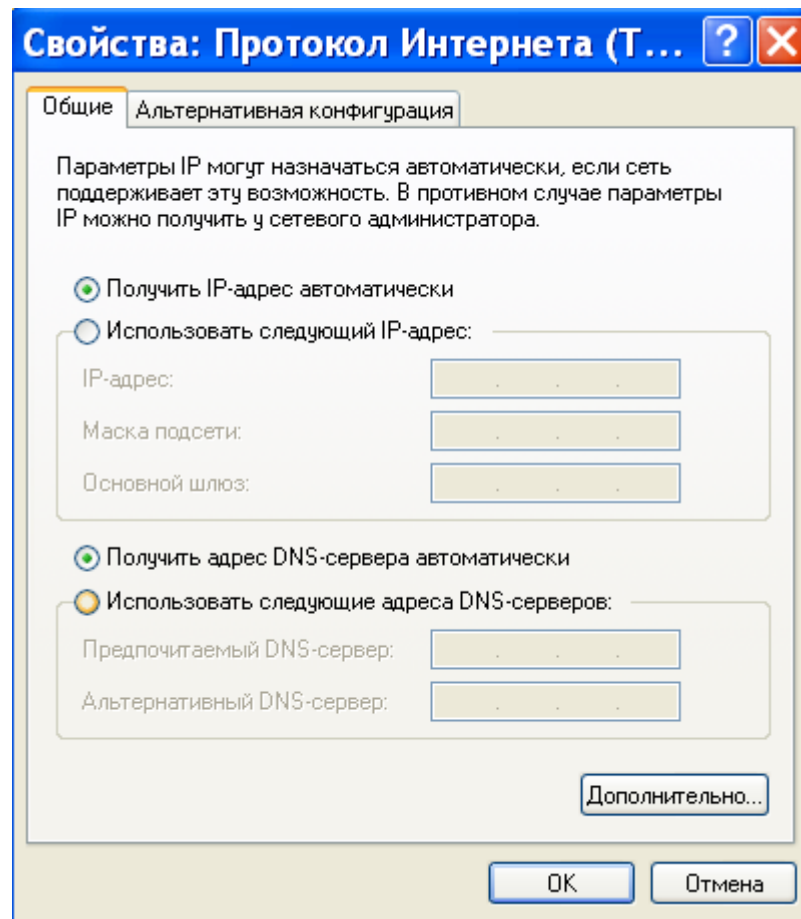 Свойства: Протокол Интернета (Т...
Общие
Альтернативная конфигурация
Параметры IP могут назначаться автоматически, если сеть
поддерживает эту возможность. В противном случае параметры
IP можно получить у сетевого администратора.
Получить IP-адрес автоматически
Использовать следующий IP-адрес:
IP-адрес:
Маска подсети:
Основной шлюз:
Получить адрес DNS-сервера автоматически
Использовать следующие адреса DNS-серверов:
Предпочитаемый DNS-сервер:
Альтернативный DNS-сервер:
Дополнительно...
ОК
Отмена